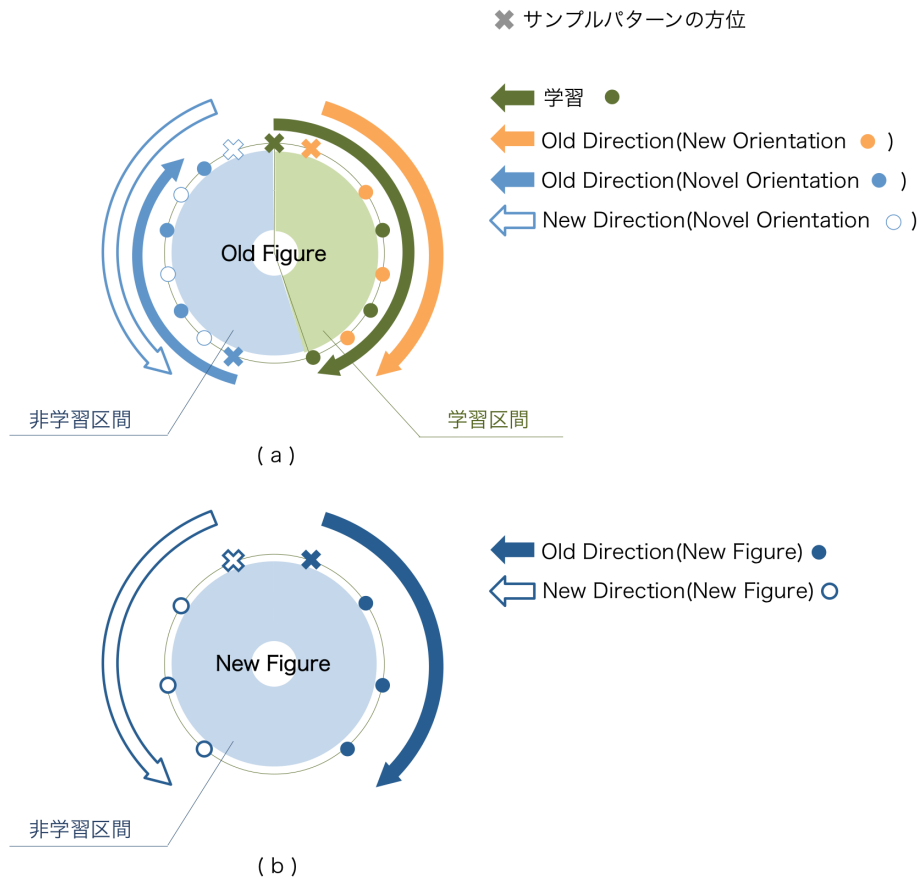 サンプルパターンの方位
学習
Old Direction(New Orientation )
Old Direction(Novel Orientation )
New Direction(Novel Orientation )
Old Figure
非学習区間
学習区間
( a )
Old Direction(New Figure)
New Direction(New Figure)
New Figure
非学習区間
( b )